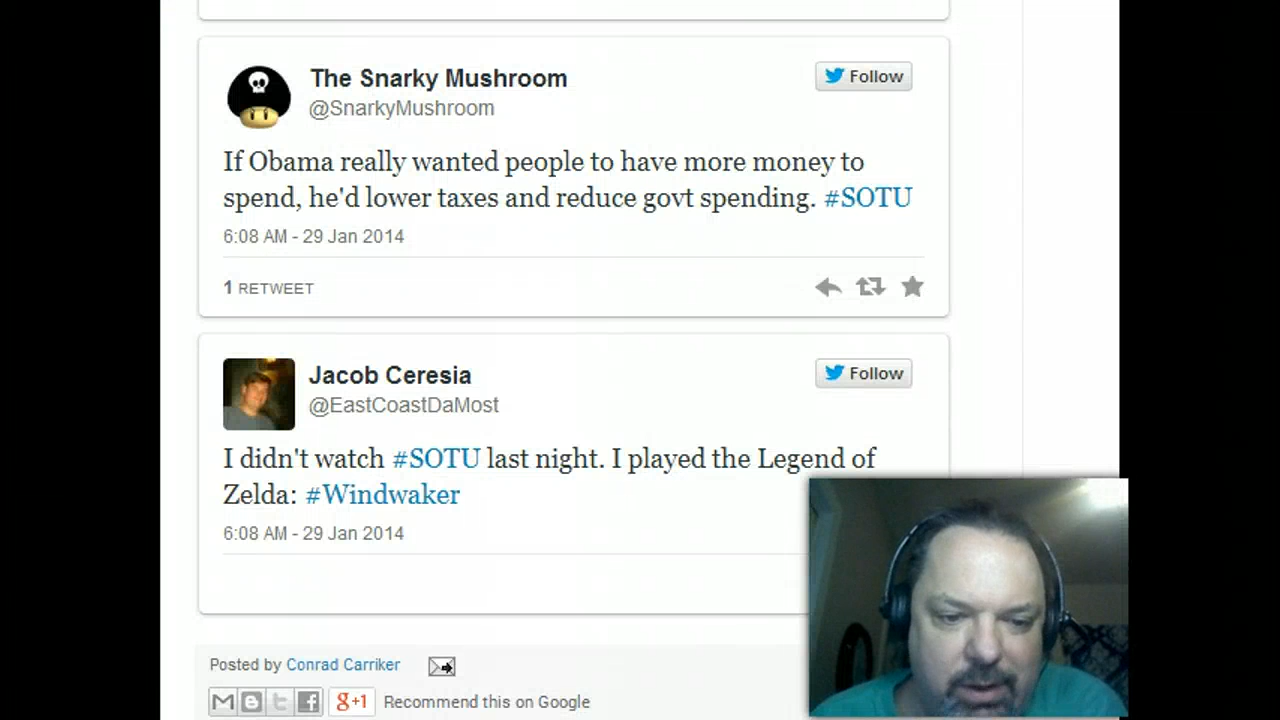 The Snarky Mushroom
Follow
@SnarkyMushroom
If Obama really wanted people to have more money to
spend, he'd lower taxes and reduce govt spending. #SOTU
6:08 AM - 29 Jan 2014
1 RETWEET
Jacob Ceresia
Follow
@EastCoastDaMost
I didn't watch #SOTU last night. I played the Legend of
Zelda: #Windwaker
6:08 AM - 29 Jan 2014
Posted by Conrad Carriker
g+1 Recommend this on Google